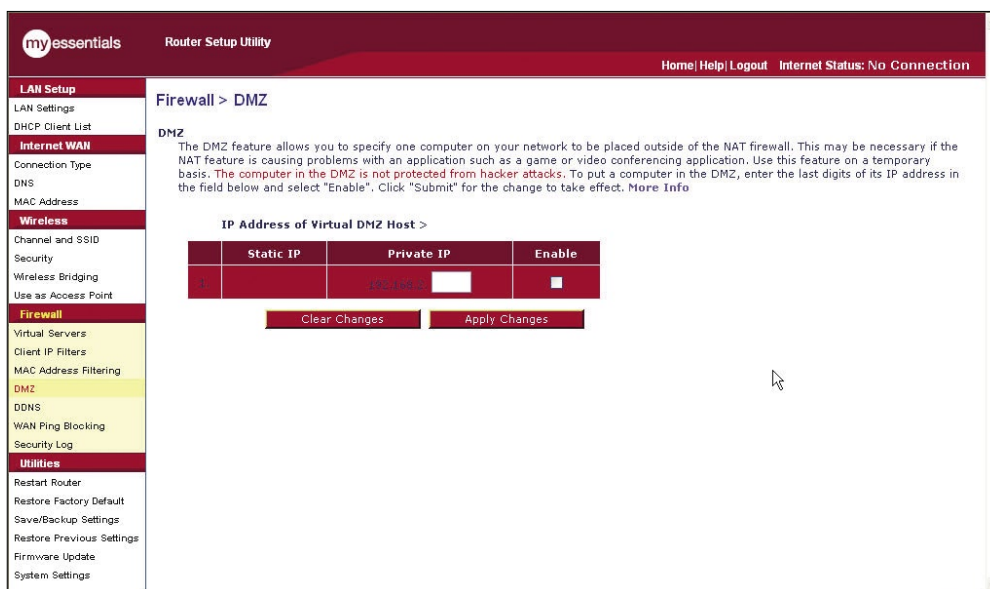 myessentials
Router Setup Utility
Home| Help| Logout Internet Status: No Connection
LAN Setup
LAN Settings
DHCP Client List
Internet WAN
Connection Type
DNS
MAC Address
Wireless
Channel and SSID
Security
Wireless Bridging
Use as Access Point
Firewall
Virtual Servers
Client IP Filters
MAC Address Filtering
DMZ
DDNS
WAN Ping Blocking
Security Log
Utilities
Restart Router
Restore Factory Default
Save/Backup Settings
Restore Previous Settings
Firmware Update
System Settings
Firewall > DMZ
DMZ
The DMZ feature allows you to specify one computer on your network to be placed outside of the NAT firewall. This may be necessary if the
NAT feature is causing problems with an application such as a game or video conferencing application. Use this feature on a temporary
basis. The computer in the DMZ is not protected from hacker attacks. To put a computer in the DMZ, enter the last digits of its IP address in
the field below and select "Enable". Click "Submit" for the change to take effect. More Info
IP Address of Virtual DMZ Host >
Static IP Private IP Enable
192.168.2.
Clear Changes Apply Changes